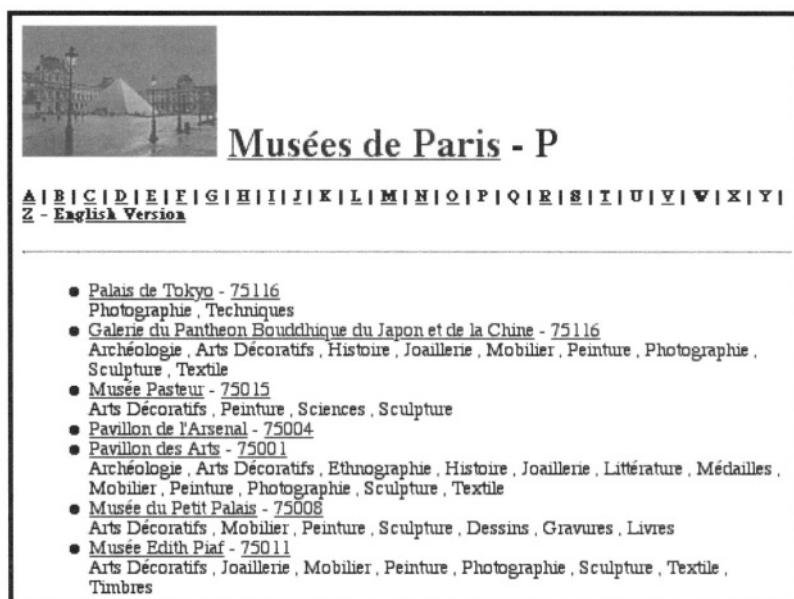 Musées de Paris - P
A | B | C | D | E | F | G | H | I | J | K | L | M | N | O | P | Q | R | S | T | U | V | W | X | Y |
Z - English Version
Palais de Tokyo - 75116
Photographie , Techniques
Galerie du Pantheon Bouddhique du Japon et de la Chine - 75116
Archéologie , Arts Décoratifs , Histoire , Joaillerie , Mobilier , Peinture , Photographie ,
Sculpture , Textile
Musée Pasteur - 75015
Arts Décoratifs , Peinture , Sciences , Sculpture
Pavillon de l'Arsenal - 75004
Pavillon des Arts - 75001
Archéologie , Arts Décoratifs , Ethnographie , Histoire , Joaillerie , Littérature , Médailles ,
Mobilier , Peinture , Photographie , Sculpture , Textile
Musée du Petit Palais - 75008
Arts Décoratifs , Mobilier , Peinture , Sculpture , Dessins , Gravures , Livres
Musée Edith Piaf - 75011
Arts Décoratifs , Joaillerie , Mobilier , Peinture , Photographie , Sculpture , Textile ,
Timbres